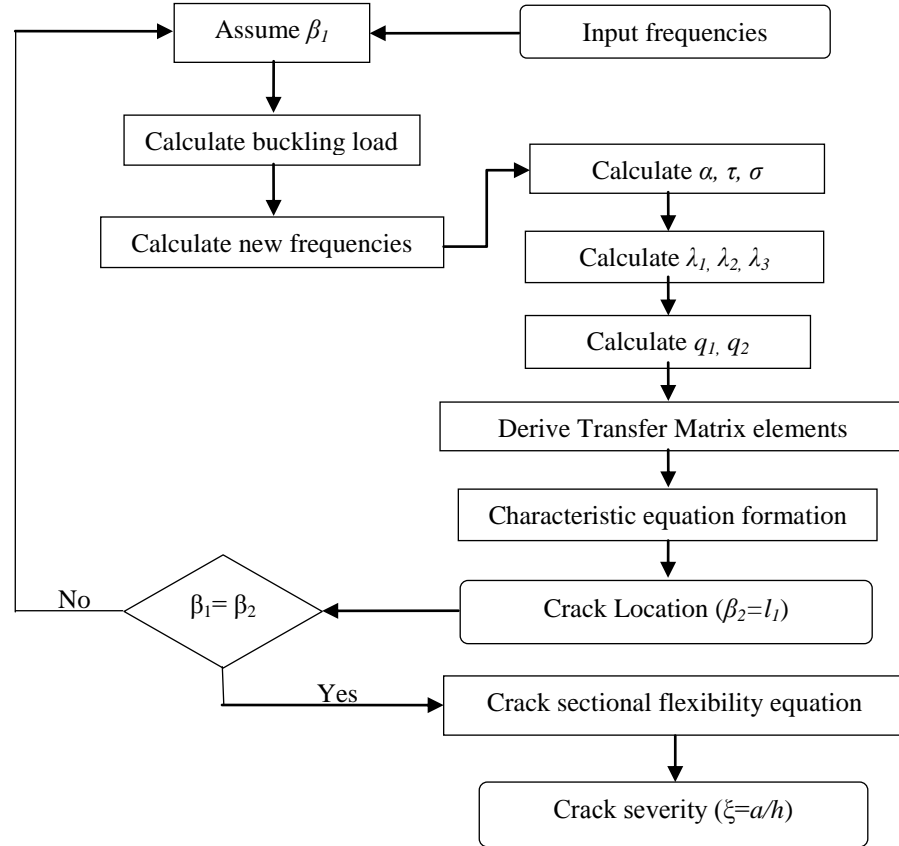 Assume β₁
Input frequencies
Calculate buckling load
Calculate new frequencies
Calculate α, τ, σ
Calculate λ₁, λ₂, λ₃
Calculate q₁, q₂
Derive Transfer Matrix elements
Characteristic equation formation
Crack Location (β₂=l₁)
β₁= β₂
No
Yes
Crack sectional flexibility equation
Crack severity (ξ=a/h)